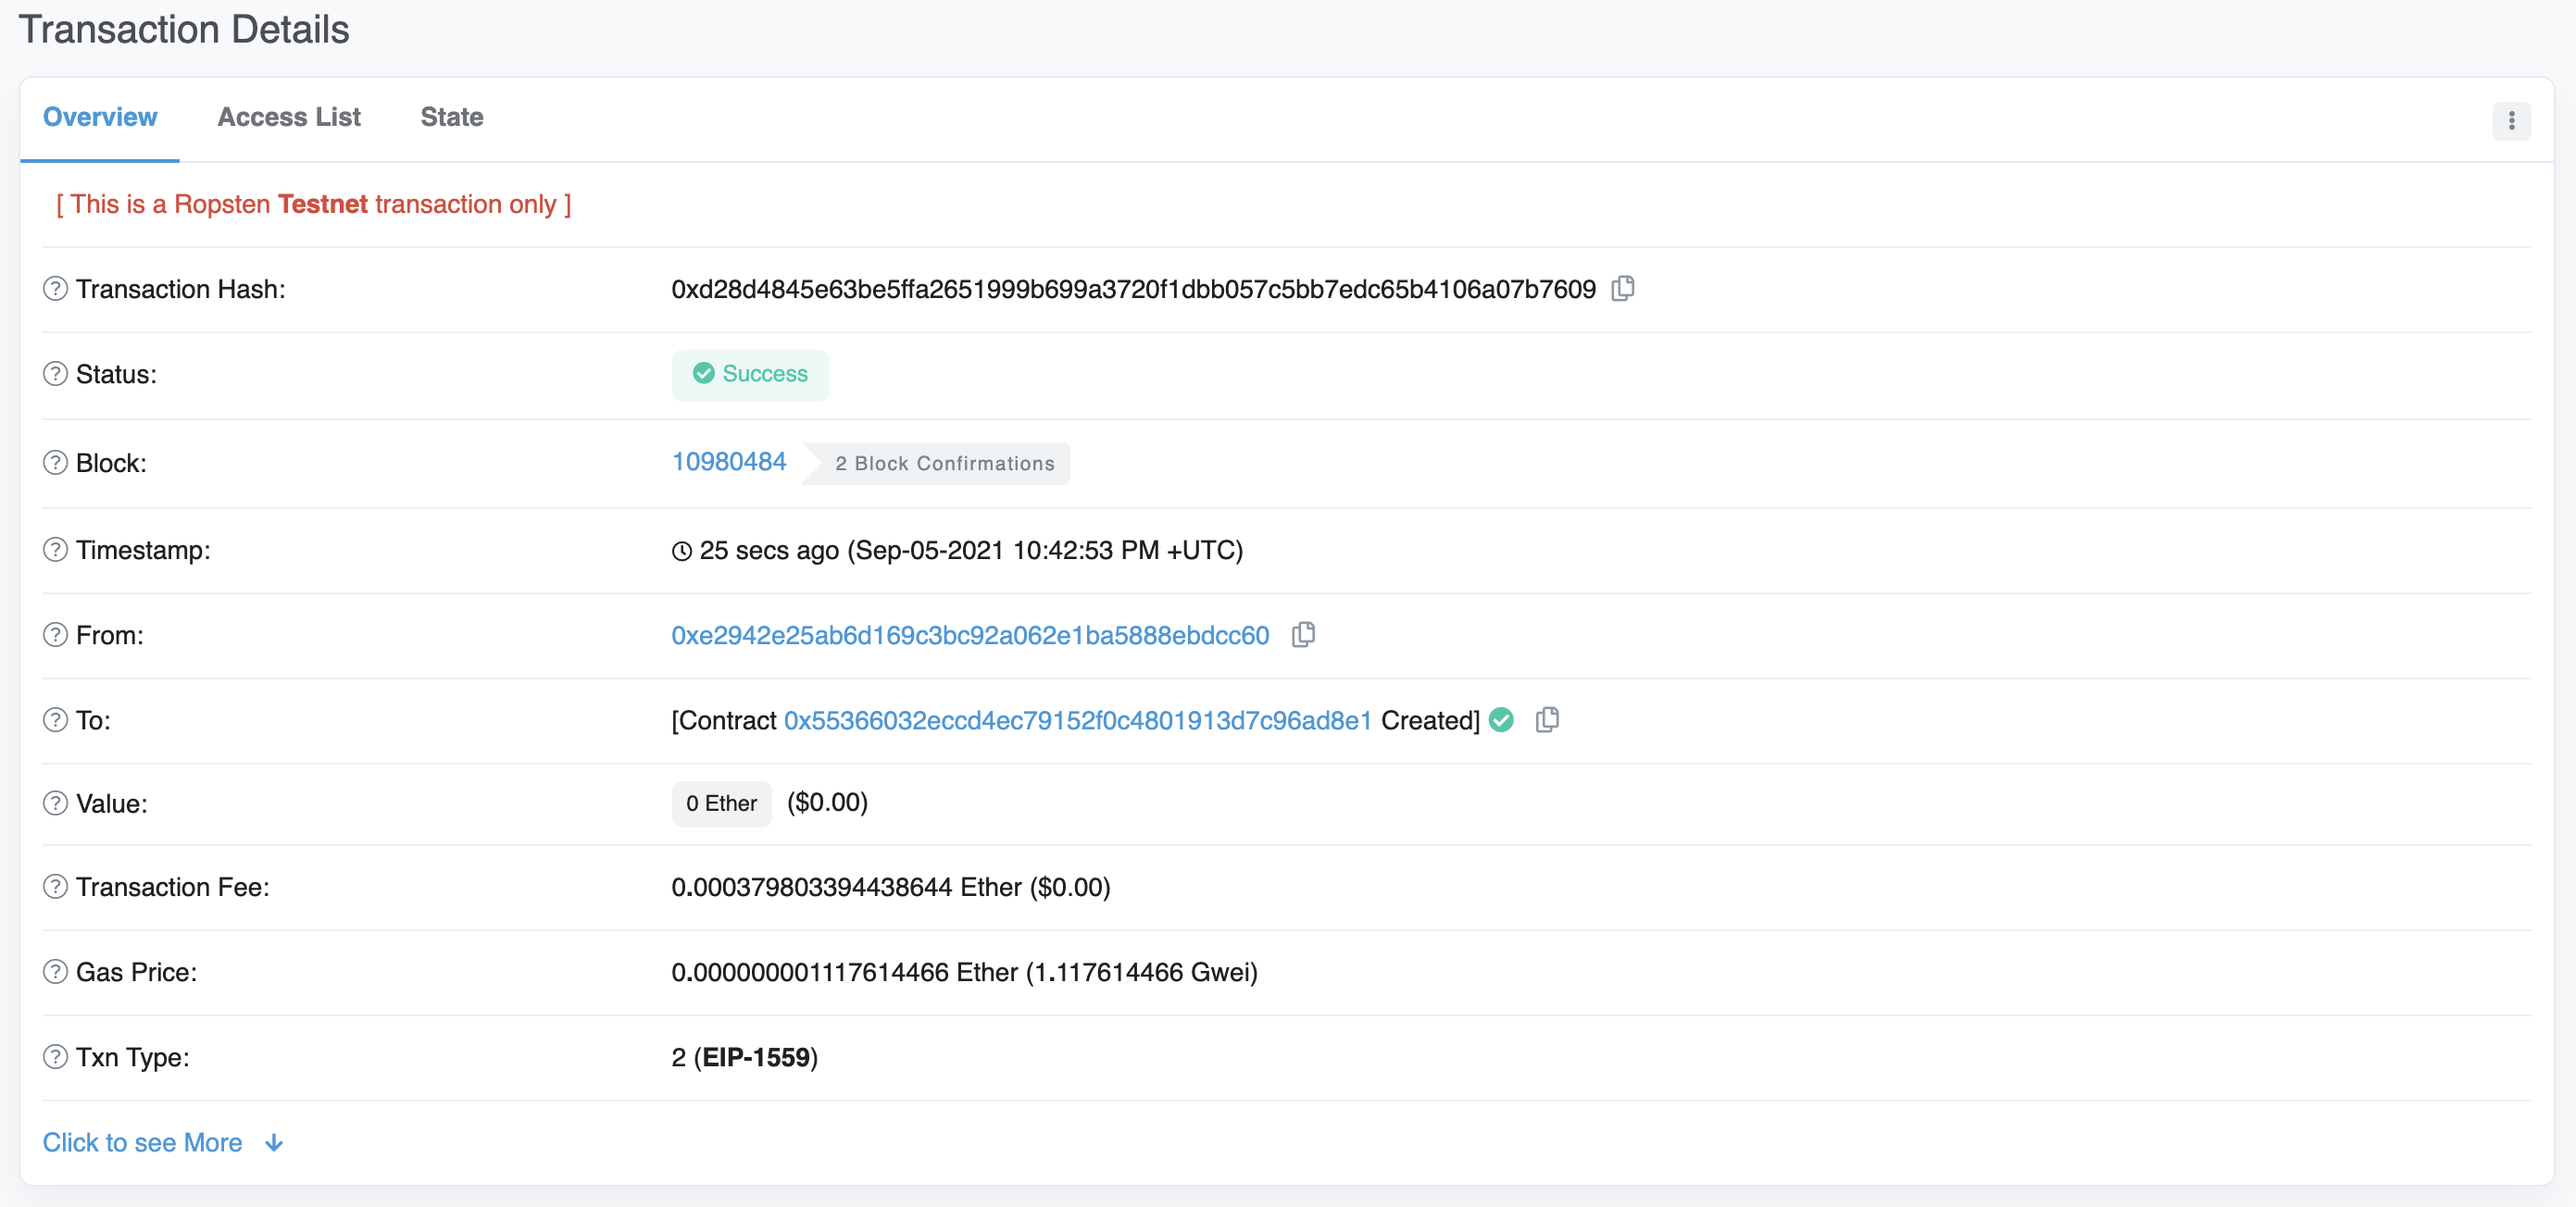 Transaction Details
Overview Access List State
[ This is a Ropsten Testnet transaction only ]
Transaction Hash: 0xd28d4845e63be5ffa2651999b699a3720f1dbb057c5bb7edc65b4106a07b7609
Status: Success
Block: 10980484 2 Block Confirmations
Timestamp: 25 secs ago (Sep-05-2021 10:42:53 PM +UTC)
From: 0xe2942e25ab6d169c3bc92a062e1ba5888ebdcc60
To: [Contract 0x55366032eccd4ec79152f0c4801913d7c96ad8e1 Created]
Value: 0 Ether ($0.00)
Transaction Fee: 0.000379803394438644 Ether ($0.00)
Gas Price: 0.000000001117614466 Ether (1.117614466 Gwei)
Txn Type: 2 (EIP-1559)
Click to see More